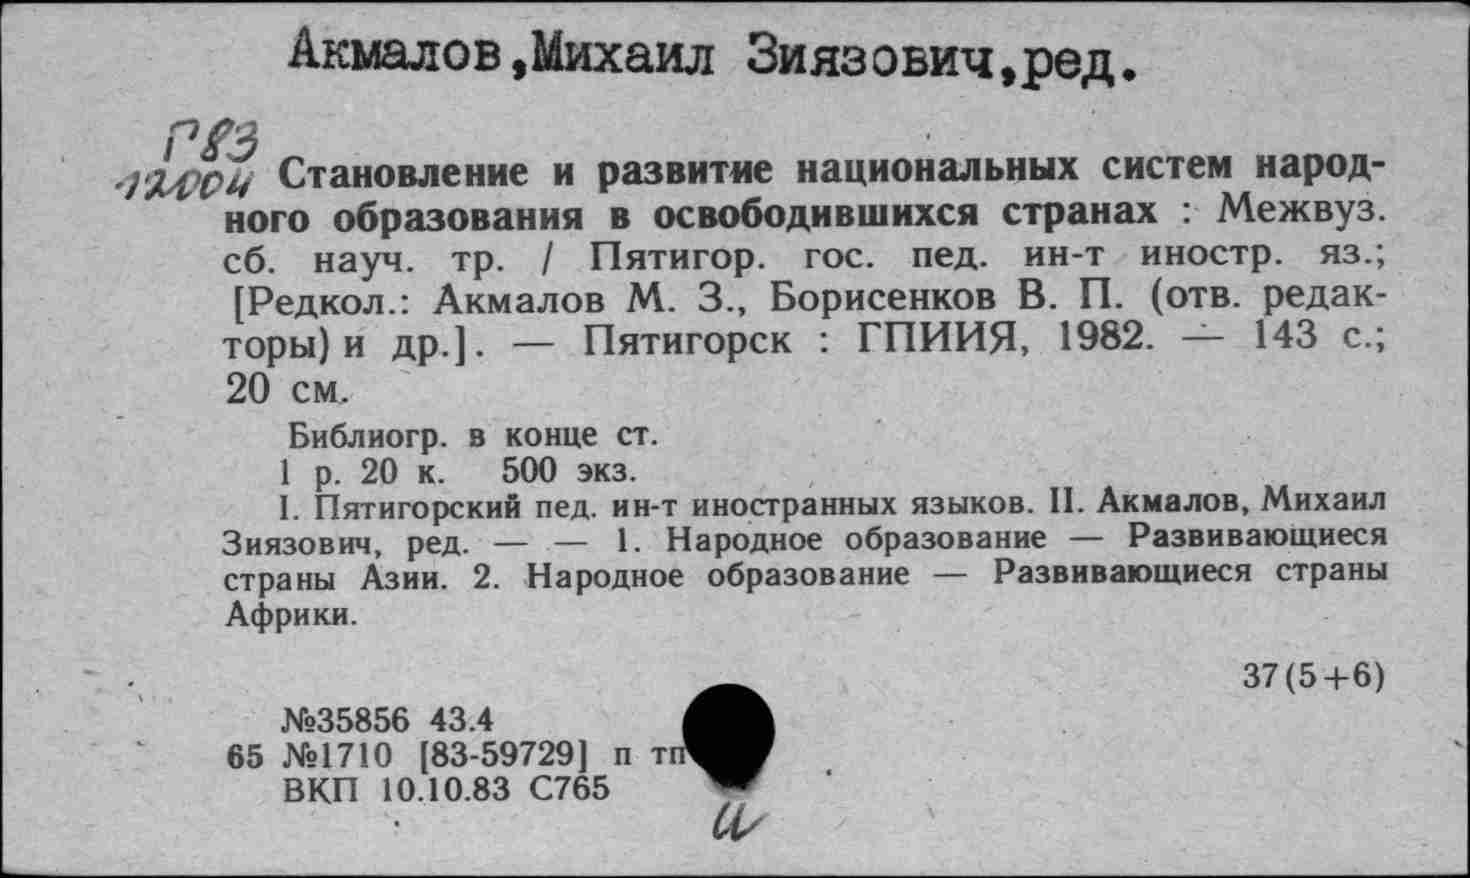 Акмалов,Михаил Зиязович,ред.
Г83
Становление и развитие национальных систем народ-
ного образования в освободившихся странах : Межвуз.
сб. науч. тр. / Пятигор. гос. пед. ин-т иностр. яз.;
[Редкол.: Акмалов М. З., Борисенков В. П. (отв. редак-
торы) и др.]. — Пятигорск : ГПИИЯ, 1982. — 143 с.;
20 см.
Библиогр. в конце ст.
1 р. 20 к. 500 экз.
I. Пятигорский пед. ин-т иностранных языков. II. Акмалов, Михаил
Зиязович, ред. — — 1. Народное образование — Развивающиеся
страны Азии. 2. Народное образование — Развивающиеся страны
Африки.
37(5+6)
№35856 43.4
65 №1710 [83-59729] п тп
ВКП 10.10.83 С765
и